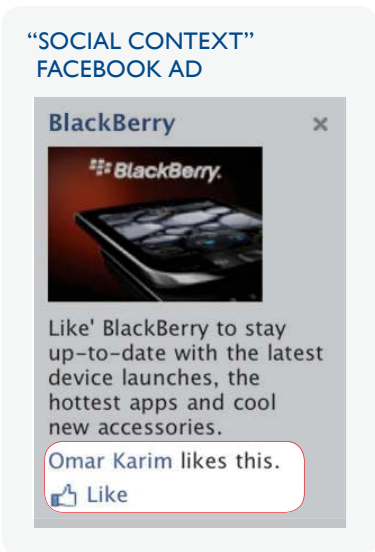 “SOCIAL CONTEXT”
FACEBOOK AD
BlackBerry
×
BlackBerry.
Like' BlackBerry to stay
up-to-date with the latest
device launches, the
hottest apps and cool
new accessories.
Omar Karim likes this.
Like